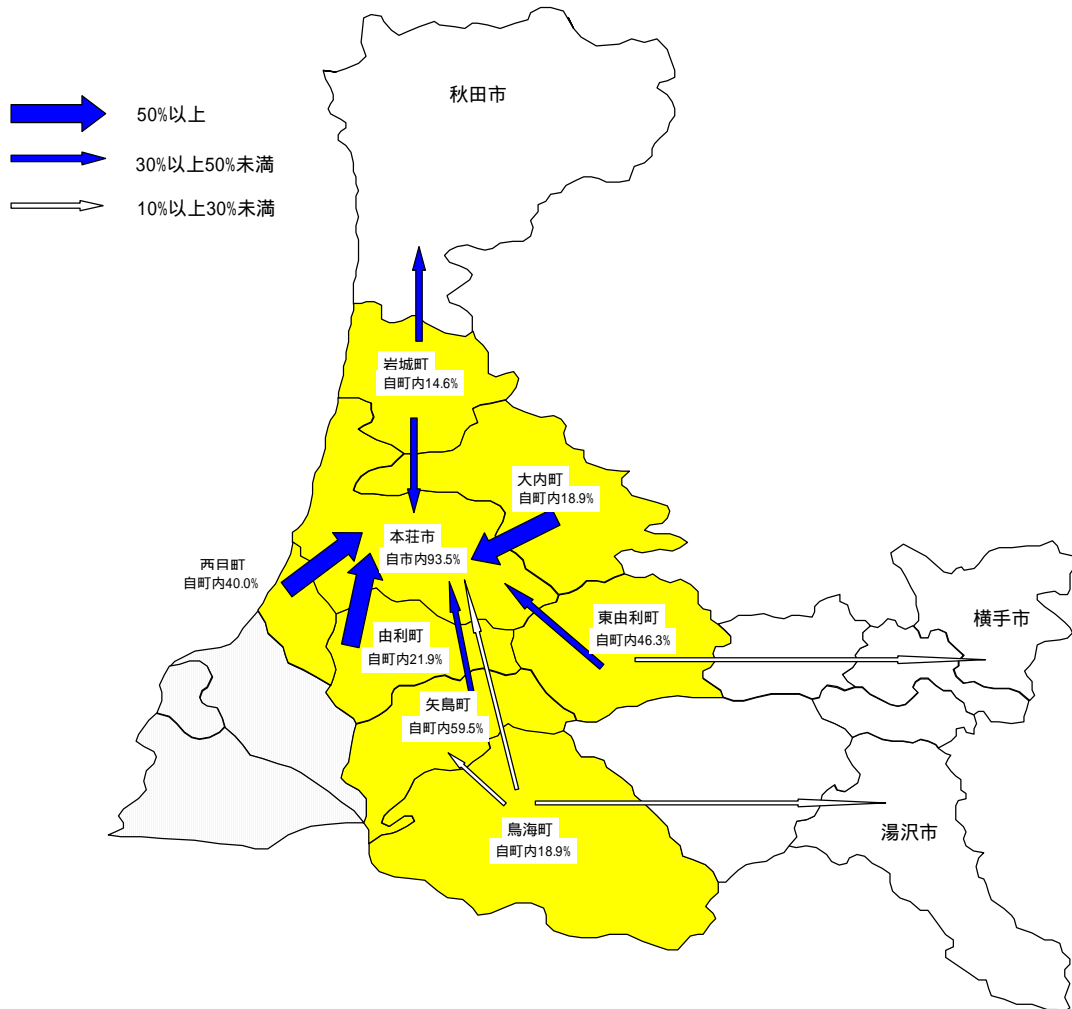 秋田市
50%以上
30%以上50%未満
10%以上30%未満
岩城町
自町内14.6%
大内町
自町内18.9%
本荘市
自市内93.5%
西目町
自町内40.0%
東由利町
自町内46.3%
横手市
由利町
自町内21.9%
矢島町
自町内59.5%
鳥海町
自町内18.9%
湯沢市